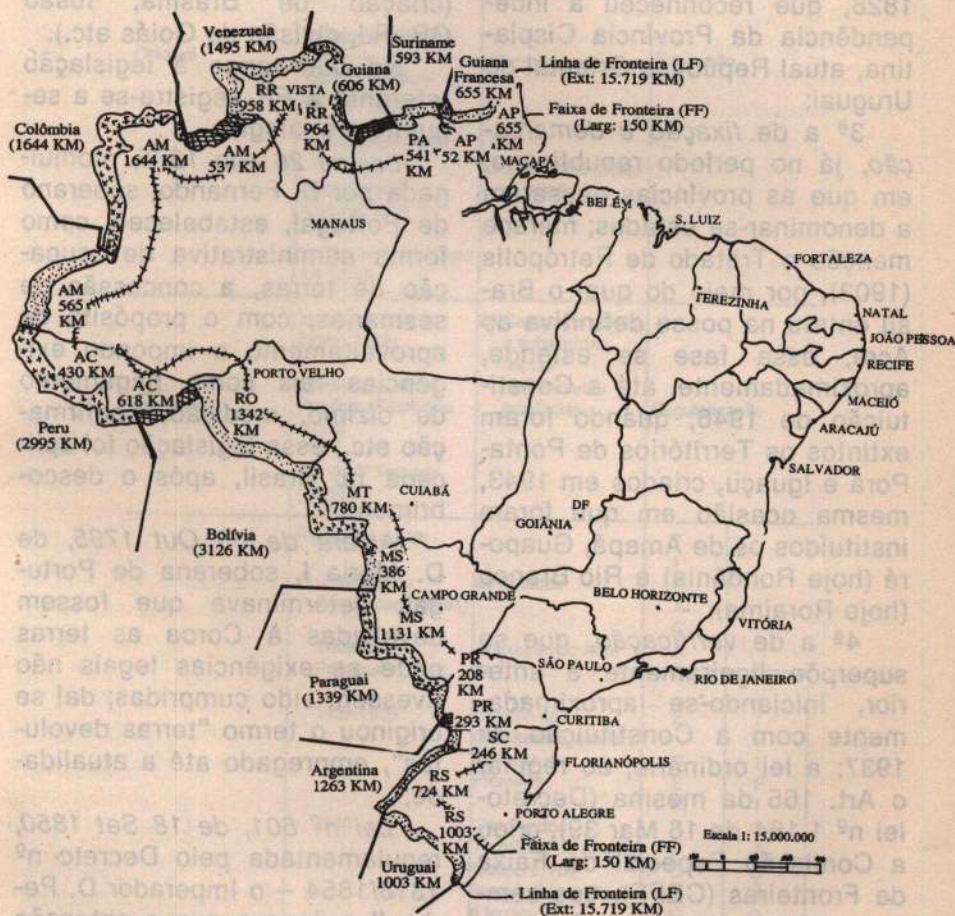 Venezuela
(1495 KM)
Suriname
593 KM
Guiana
(606 KM)
Guiana
Francesa
655 KM
Linha de Fronteira (LF)
(Ext: 15.719 KM)
Faixa de Fronteira (FF)
(Larg: 150 KM)
Colômbia
(1644 KM)
RR
958 KM
VISTA
RR
964
KM
AP
655
KM
PA
541
KM
AP
52 KM
AM
1644 KM
AM
537 KM
MACAPÁ
BELÉM
S. LUIZ
MANAUS
FORTALEZA
TEREZINHA
NATAL
JOÃO PESSOA
RECIFE
MACEIÓ
ARACAJÚ
SALVADOR
AM
565
KM
AC
430 KM
AC
618 KM
PORTO VELHO
RO
1342
KM
Peru
(2995 KM)
MT
780 KM
CUIABÁ
DF
GOIÂNIA
Bolívia
(3126 KM)
MS
386
KM
CAMPO GRANDE
BELO HORIZONTE
MS
1131 KM
VITÓRIA
SÃO PAULO
RIO DE JANEIRO
PR
208
KM
Paraguai
(1339 KM)
PR
293 KM
CURITIBA
SC
246 KM
FLORIANÓPOLIS
Argentina
1263 KM)
RS
724 KM
PORTO ALEGRE
RS
1003
KM
Escala 1: 15.000.000
Faixa de Fronteira (FF)
(Larg: 150 KM)
Uruguai
1003 KM
Linha de Fronteira (LF)
(Ext: 15.719 KM)